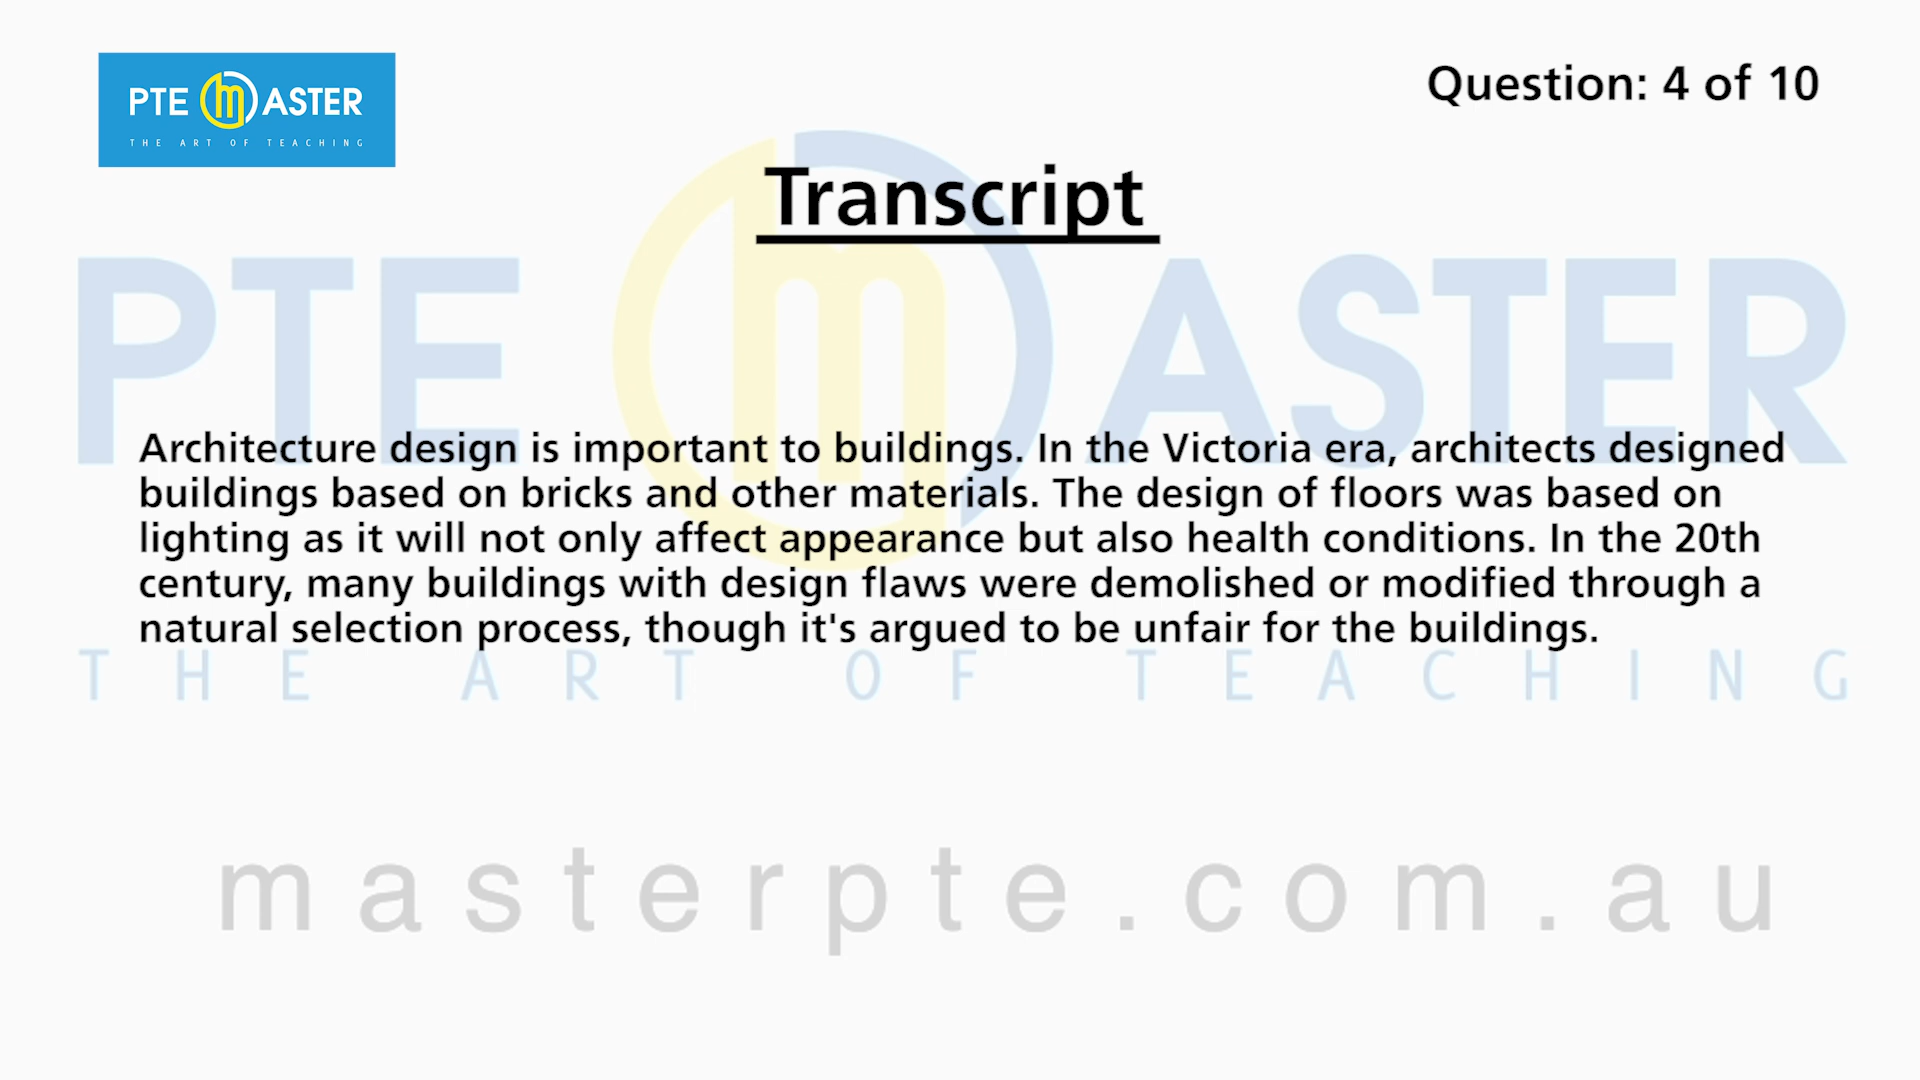 PTE MASTER
THE ART OF TEACHING
Question: 4 of 10
Transcript
PTE MASTER
Architecture design is important to buildings. In the Victoria era, architects designed
buildings based on bricks and other materials. The design of floors was based on
lighting as it will not only affect appearance but also health conditions. In the 20th
century, many buildings with design flaws were demolished or modified through a
natural selection process, though it's argued to be unfair for the buildings.
THE ART OF TEACHING
masterpte.com.au